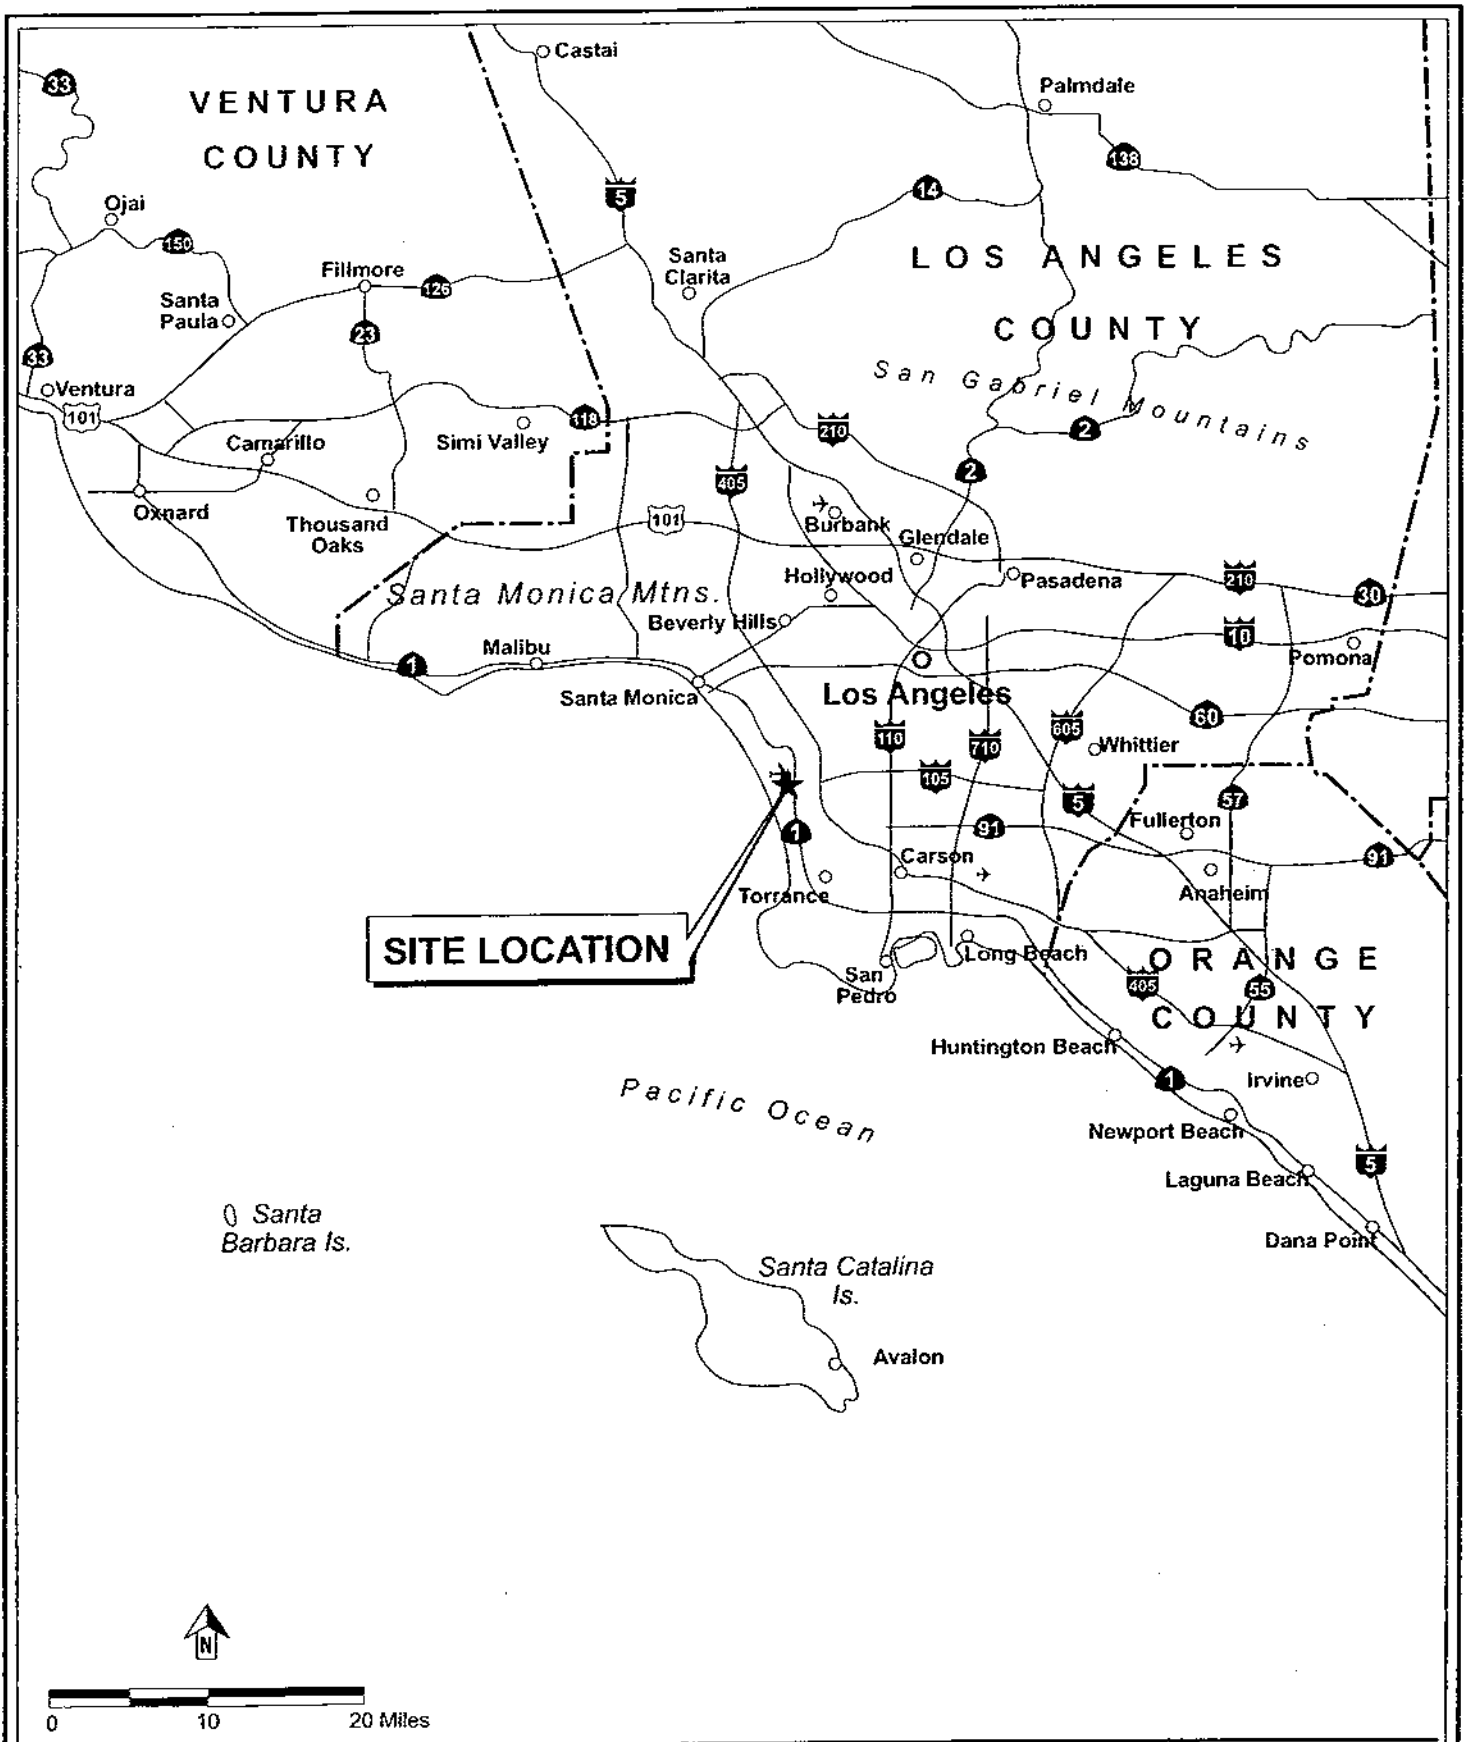 Castai
33
VENTURA
COUNTY
Palmdale
138
5
14
Ojai
150
LOS ANGELES
COUNTY
Santa
Clarita
Fillmore
126
Santa
Paula
23
33
San Gabriel Mountains
Ventura
101
118
210
2
Camarillo
Simi Valley
2
405
Oxnard
Thousand
Oaks
101
Burbank
Glendale
Hollywood
Pasadena
210
30
Santa Monica Mtns.
Beverly Hills
10
Pomona
Malibu
1
Santa Monica
Los Angeles
60
110
710
605
Whittier
105
5
57
1
91
Fullerton
91
Carson
Torrance
Anaheim
SITE LOCATION
Long Beach
ORANGE
COUNTY
San
Pedro
405
55
Huntington Beach
1
Irvine
Pacific Ocean
Newport Beach
5
Laguna Beach
Santa
Barbara Is.
Dana Point
Santa Catalina
Is.
Avalon
N
0 10 20 Miles